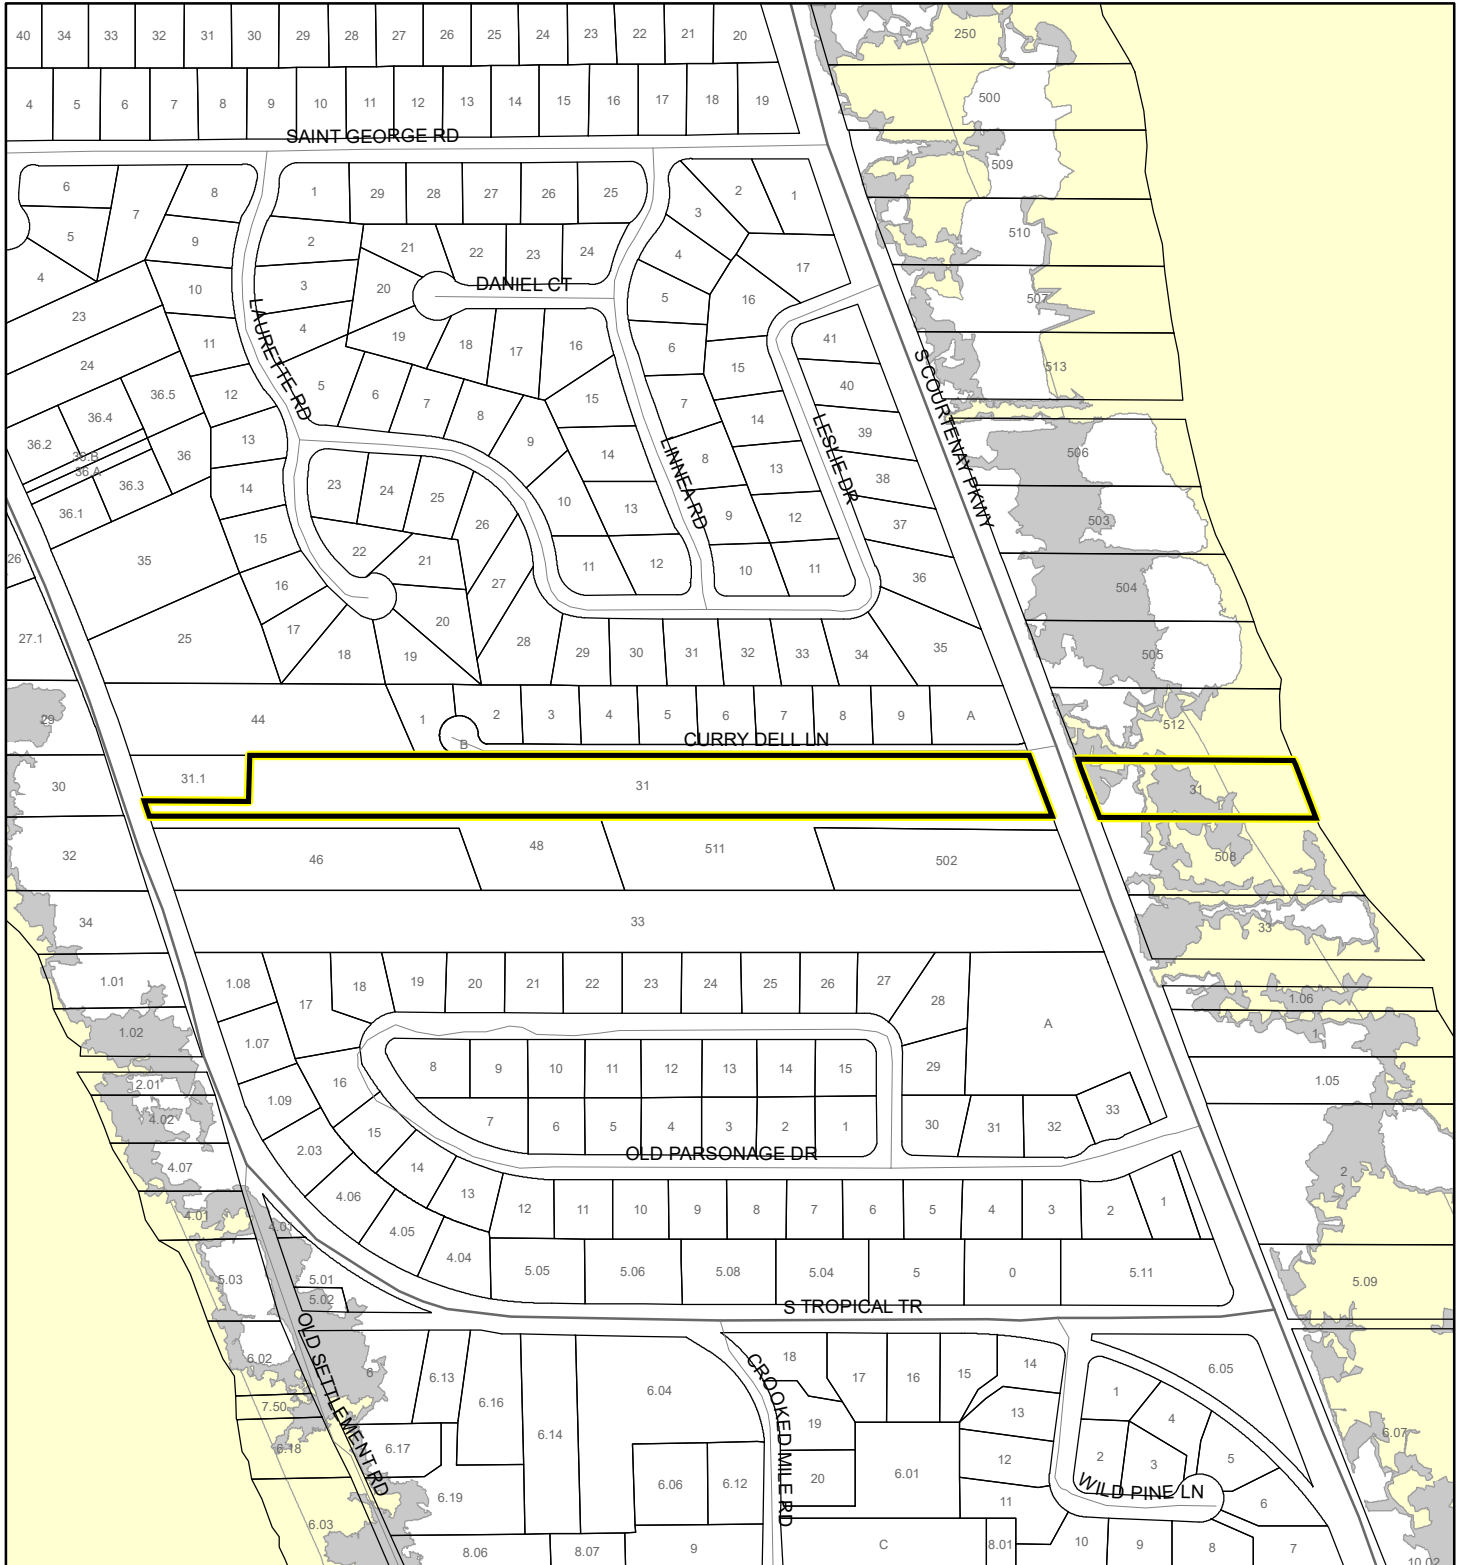 40 34 33 32 31 30 29 28 27 26 25 24 23 22 21 20
250
4 5 6 7 8 9 10 11 12 13 14 15 16 17 18 19
500
SAINT GEORGE RD
509
6 7 8 1 29 28 27 26 25 3 2 1
5 9 2 21 22 23 24 4 17
510
4 10 3 20 DANIEL CT 5 16
507
23 11 4 19 18 17 16 6 15 41
LAURETTE RD
24 12 5 6 7 8 15 7 14 40
513
S COURTENAY PKWY
36.5
36.4
36.2 36 13 9 14 8 13 39
506
LINNEA RD
LESLIE DR
36.B
36.A
36.3 14 23 24 25 10 13 9 12 38
36.1 15 26 37
503
26 35 22 21 11 12 10 11 36
504
16 27
27.1 25 17 18 19 20 28 29 30 31 32 33 34 35
505
29 44 1 2 3 4 5 6 7 8 9 A
512
B CURRY DELL LN
30 31.1 31 31
32 46 48 511 502 508
34 33 33
1.01 1.08 17 18 19 20 21 22 23 24 25 26 27 28
1.06
1.02 1.07 A 1
2.01 16 8 9 10 11 12 13 14 15 29 1.05
4.02 1.09 15 7 6 5 4 3 2 1 30 31 32 33
4.07 2.03 14 OLD PARSONAGE DR 2
4.01 4.01 4.06 13 12 11 10 9 8 7 6 5 4 3 2 1
4.05
4.04
5.03 5.01 5.05 5.06 5.08 5.04 5 0 5.11 5.09
5.02
S TROPICAL TR
OLD SETTLEMENT RD
6.02 6 6.13 6.16 6.04 18 17 16 15 14 6.05
CROOKED MILE RD
7.50 6.14 19 13 1 4
6.18 6.17 6.01 12 2 3 5 6.07
6.19 6.06 6.12 20 11 WILD PINE LN 6
6.03
8.06 8.07 9 C 8.01 10 9 8 7 10.02